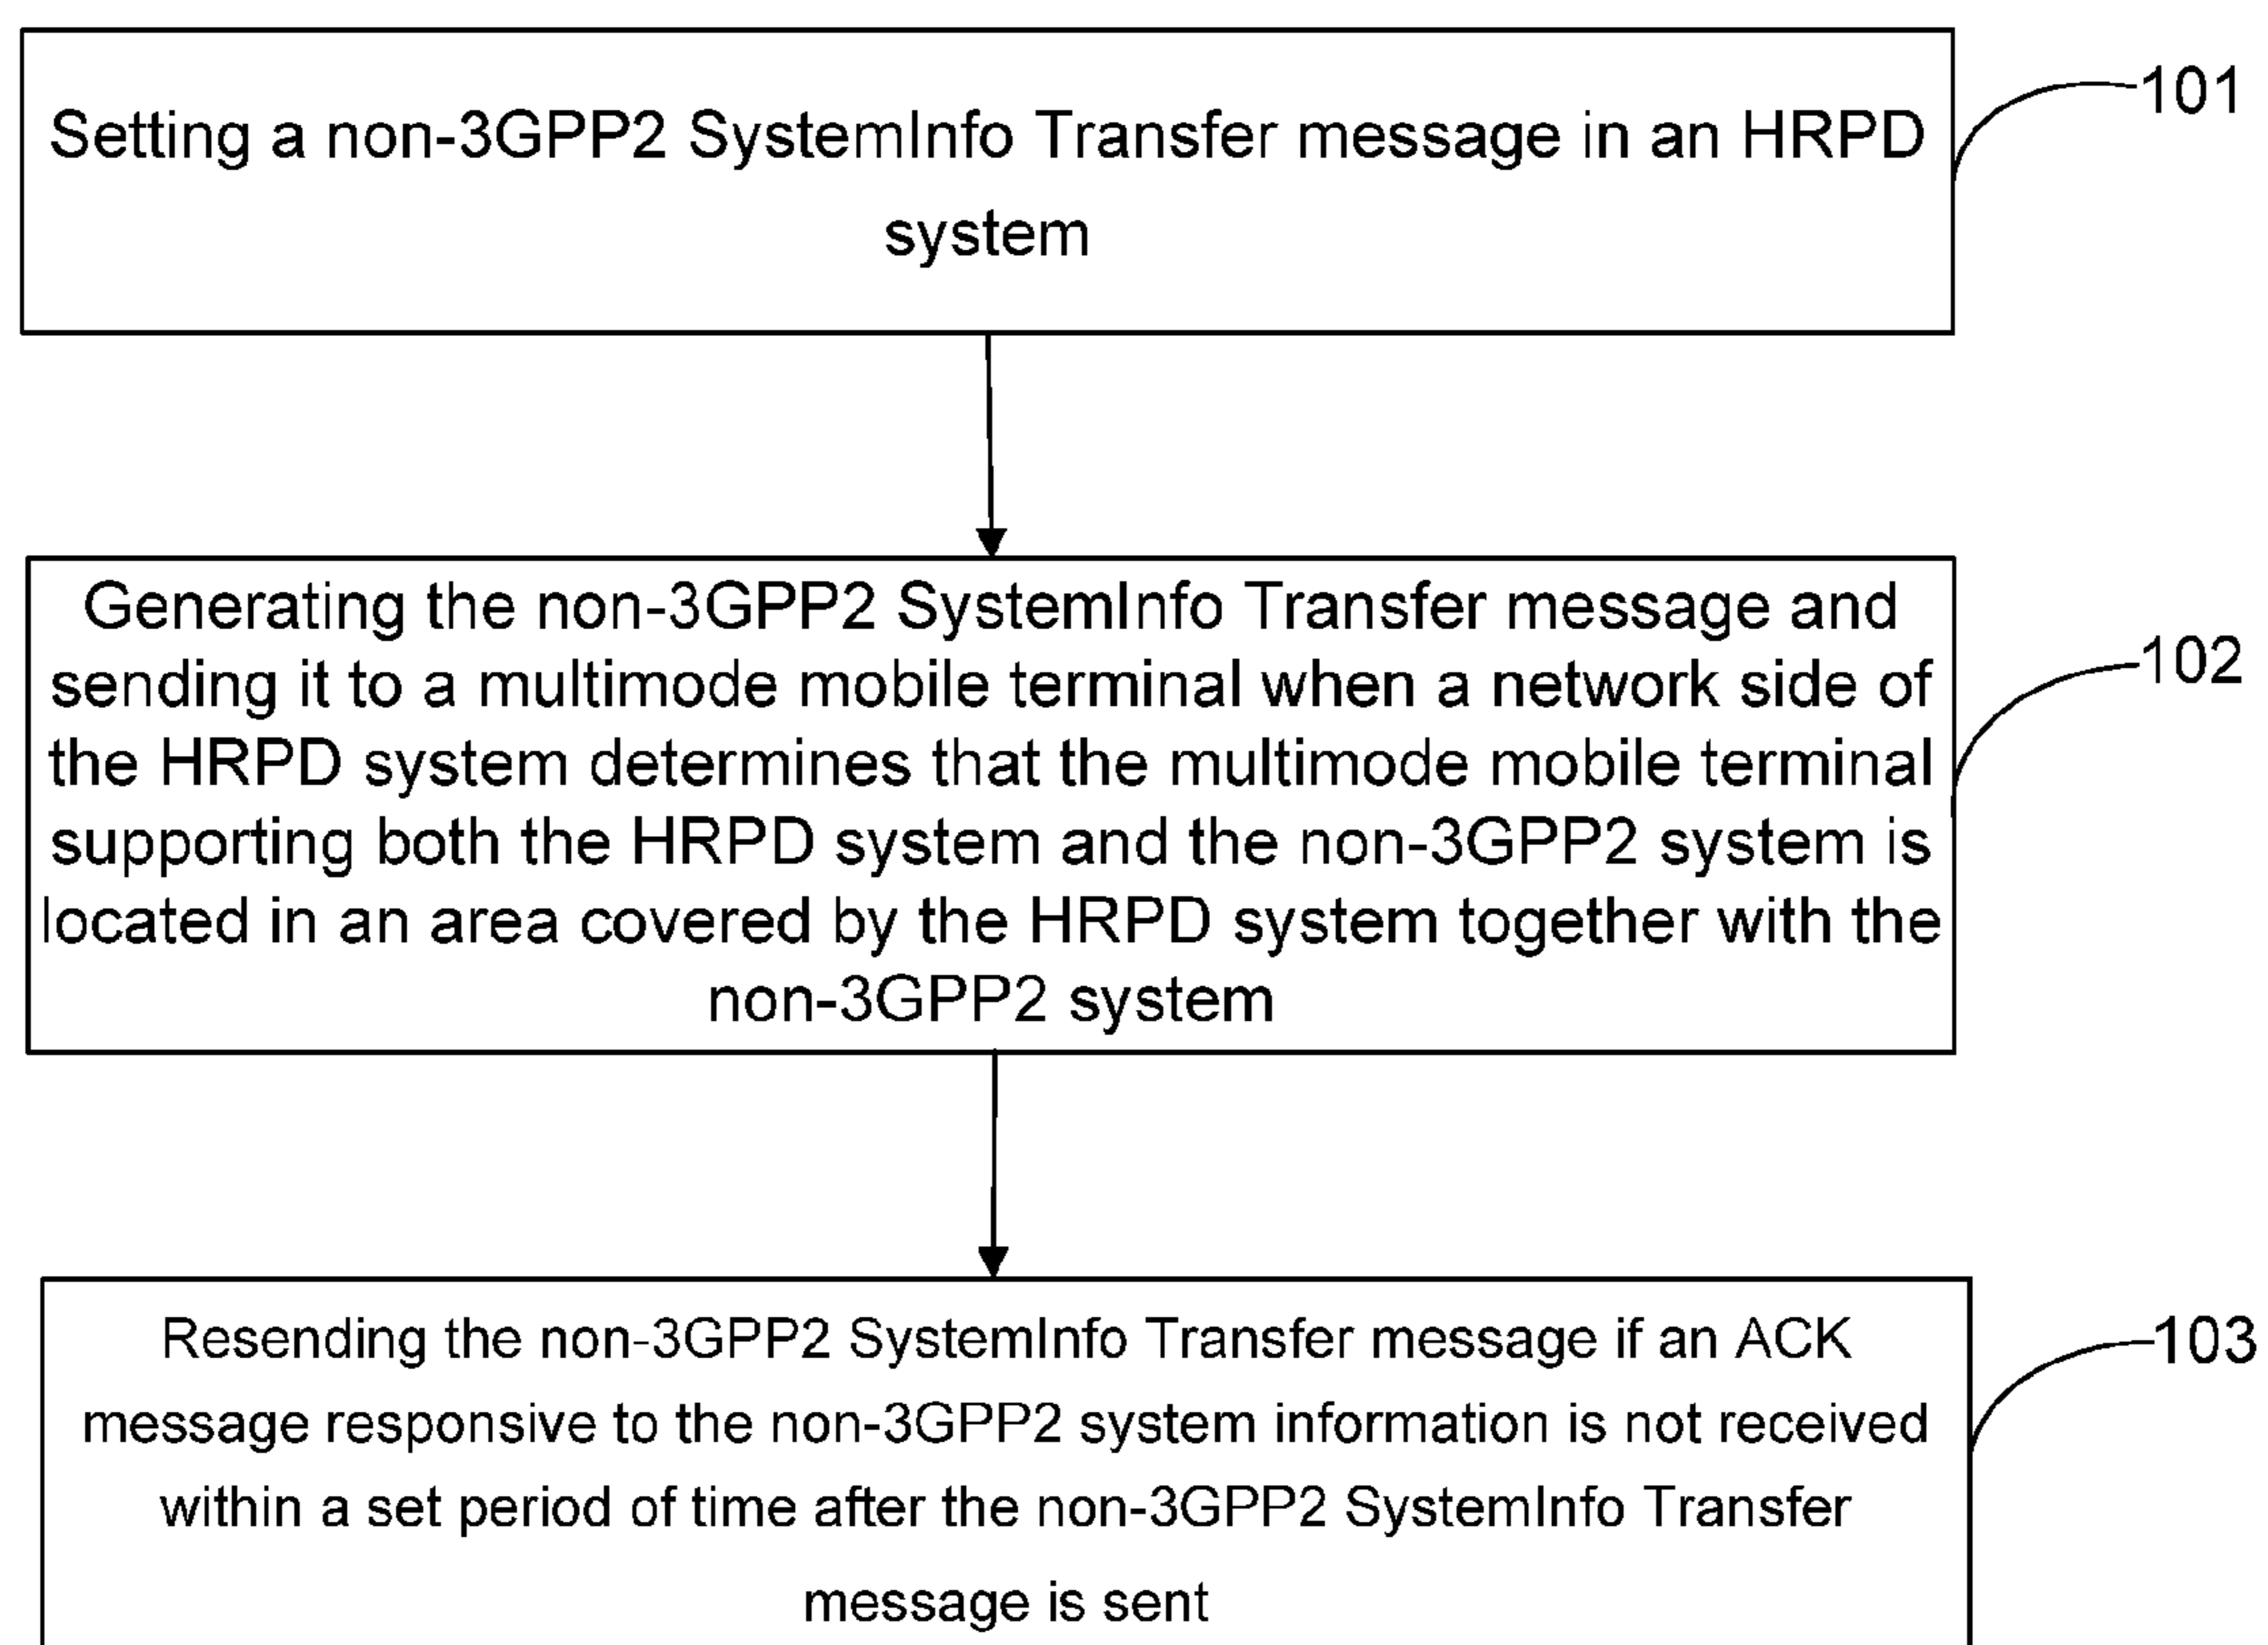 Setting a non-3GPP2 SystemInfo Transfer message in an HRPD
system
101
Generating the non-3GPP2 SystemInfo Transfer message and
sending it to a multimode mobile terminal when a network side of
the HRPD system determines that the multimode mobile terminal
supporting both the HRPD system and the non-3GPP2 system is
located in an area covered by the HRPD system together with the
non-3GPP2 system
102
Resending the non-3GPP2 SystemInfo Transfer message if an ACK
message responsive to the non-3GPP2 system information is not received
within a set period of time after the non-3GPP2 SystemInfo Transfer
message is sent
103